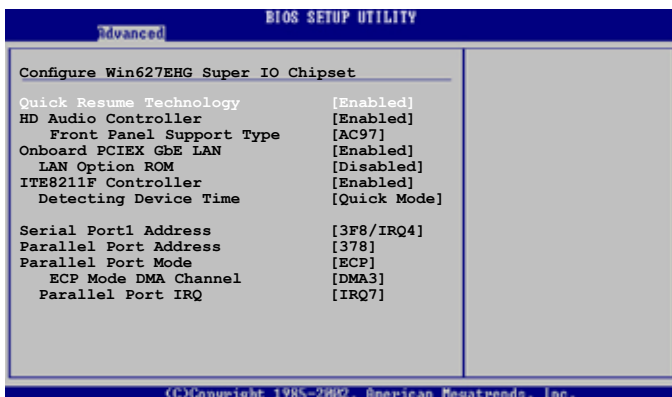 BIOS SETUP UTILITY
Advanced
Configure Win627EHG Super IO Chipset
Quick Resume Technology [Enabled]
HD Audio Controller [Enabled]
Front Panel Support Type [AC97]
Onboard PCIEX GbE LAN [Enabled]
LAN Option ROM [Disabled]
ITE8211F Controller [Enabled]
Detecting Device Time [Quick Mode]
Serial Port1 Address [3F8/IRQ4]
Parallel Port Address [378]
Parallel Port Mode [ECP]
ECP Mode DMA Channel [DMA3]
Parallel Port IRQ [IRQ7]
(C)Copyright 1985-2002, American Megatrends, Inc.